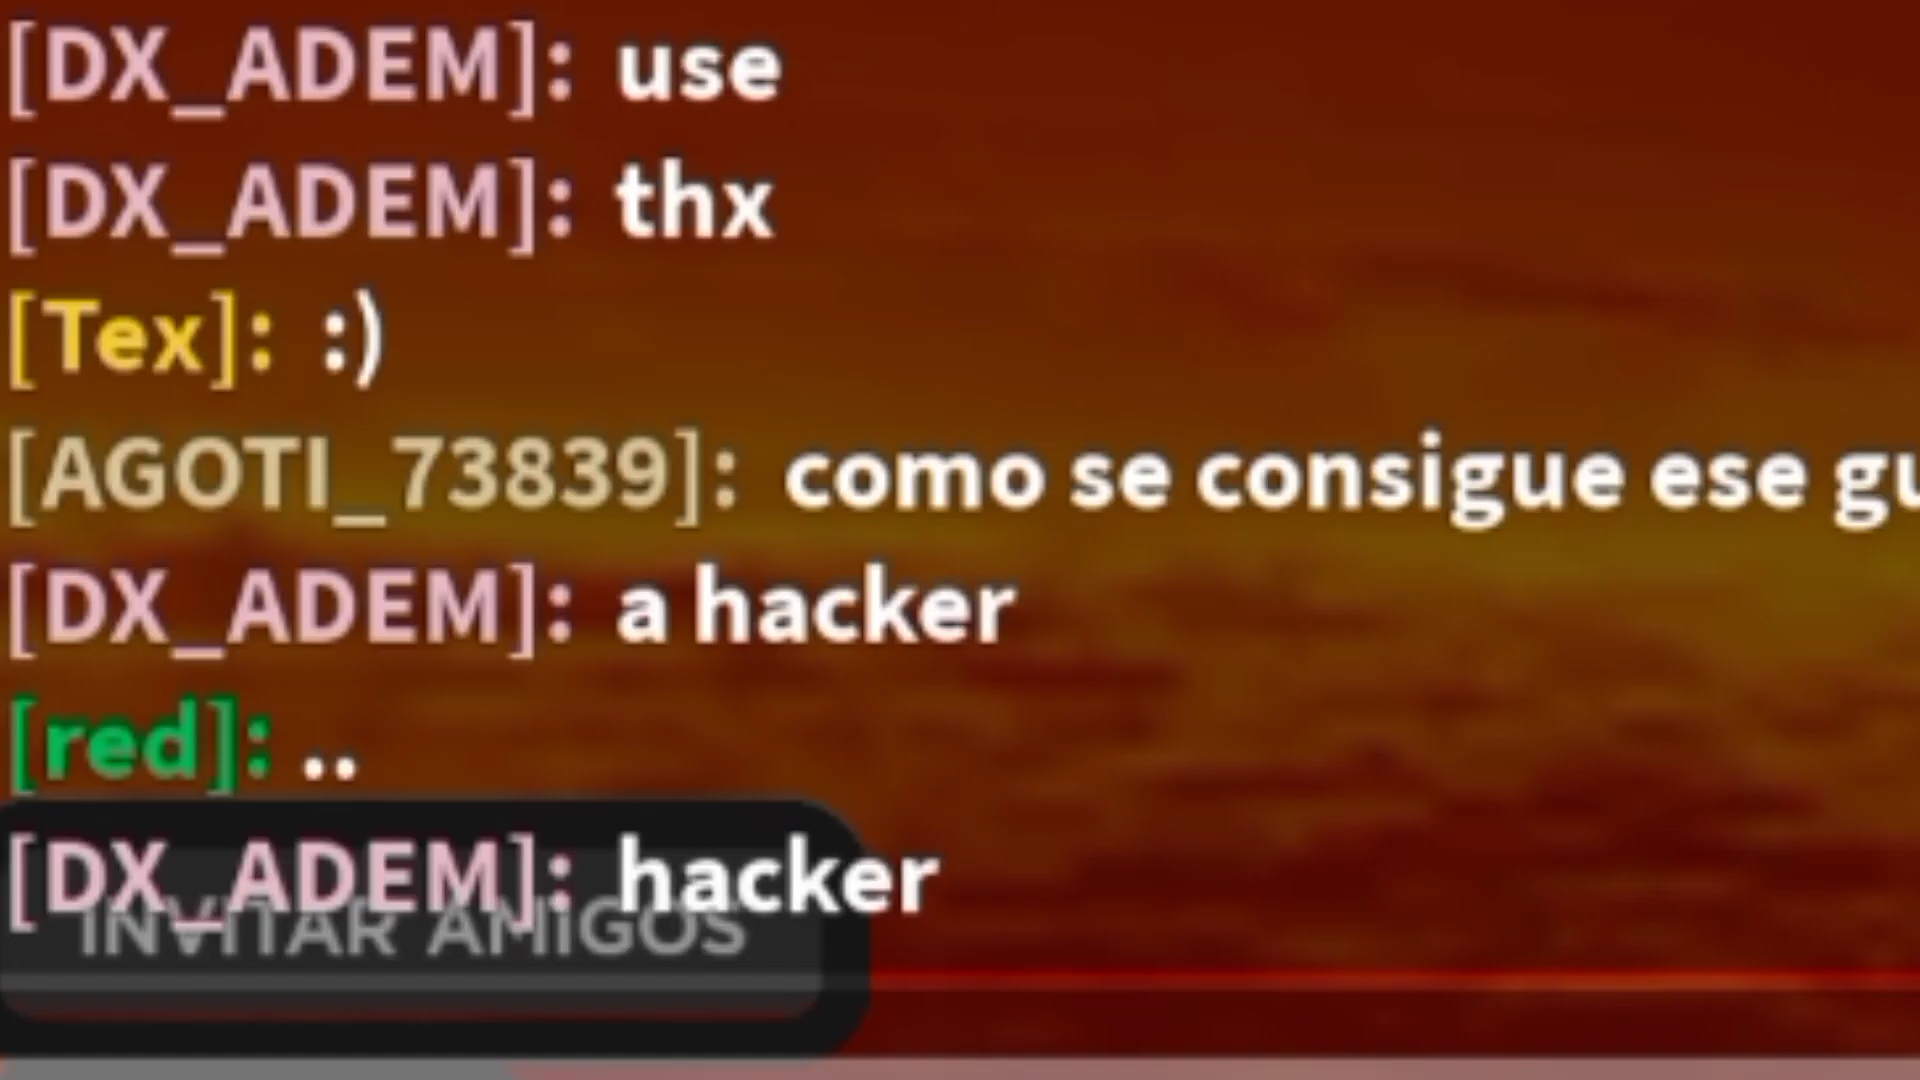 [DX_ADEM]: use
[DX_ADEM]: thx
[Tex]: :)
[AGOTI_73839]: como se consigue ese
[DX_ADEM]: a hacker
[red]: ..
[DX_ADEM]: hacker
INVITAR AMIGOS